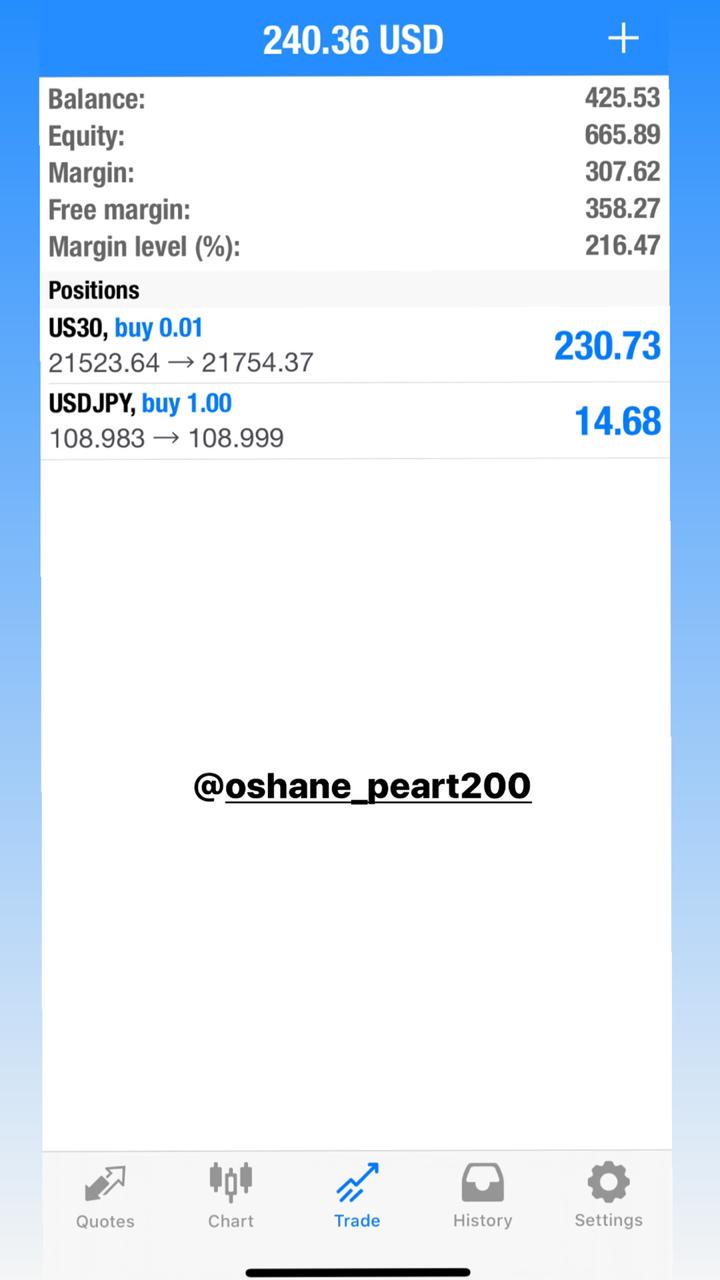 240.36 USD
Balance: 425.53
Equity: 665.89
Margin: 307.62
Free margin: 358.27
Margin level (%): 216.47
Positions
US30, buy 0.01
21523.64 → 21754.37
230.73
USDJPY, buy 1.00
108.983 → 108.999
14.68
@oshane_peart200
Quotes Chart Trade History Settings